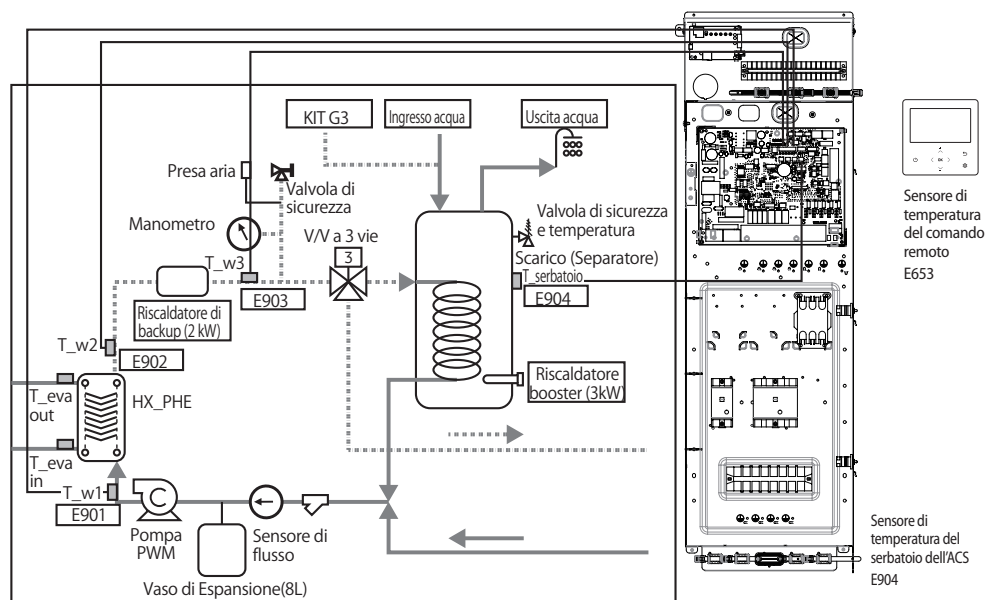 KIT G3
Ingresso acqua
Uscita acqua
Presa aria
Valvola di
sicurezza
Manometro
V/V a 3 vie
3
Valvola di sicurezza
e temperatura
Scarico (Separatore)
T_w3
T_serbatoio
E903
E904
Riscaldatore di
backup (2 kW)
T_w2
E902
Riscaldatore
booster (3kW)
T_eva
out
HX_PHE
T_eva
in
T_w1
E901
C
Pompa
PWM
Sensore di
flusso
Vaso di Espansione(8L)
OK
Sensore di
temperatura
del comando
remoto
E653
Sensore di
temperatura del
serbatoio dell'ACS
E904